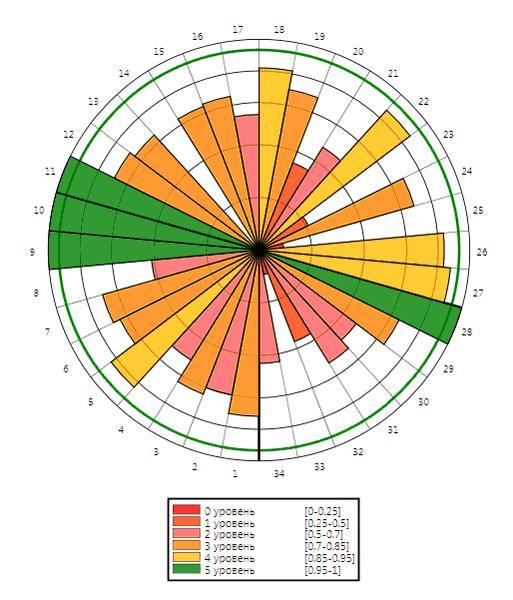 17 18
16 19
15 20
14 21
13 22
12 23
11 24
10 25
9 26
8 27
7 28
6 29
5 30
4 31
3 32
2 33
1 34
0 уровень [0-0.25]
1 уровень [0.25-0.5]
2 уровень [0.5-0.7]
3 уровень [0.7-0.85]
4 уровень [0.85-0.95]
5 уровень [0.95-1]